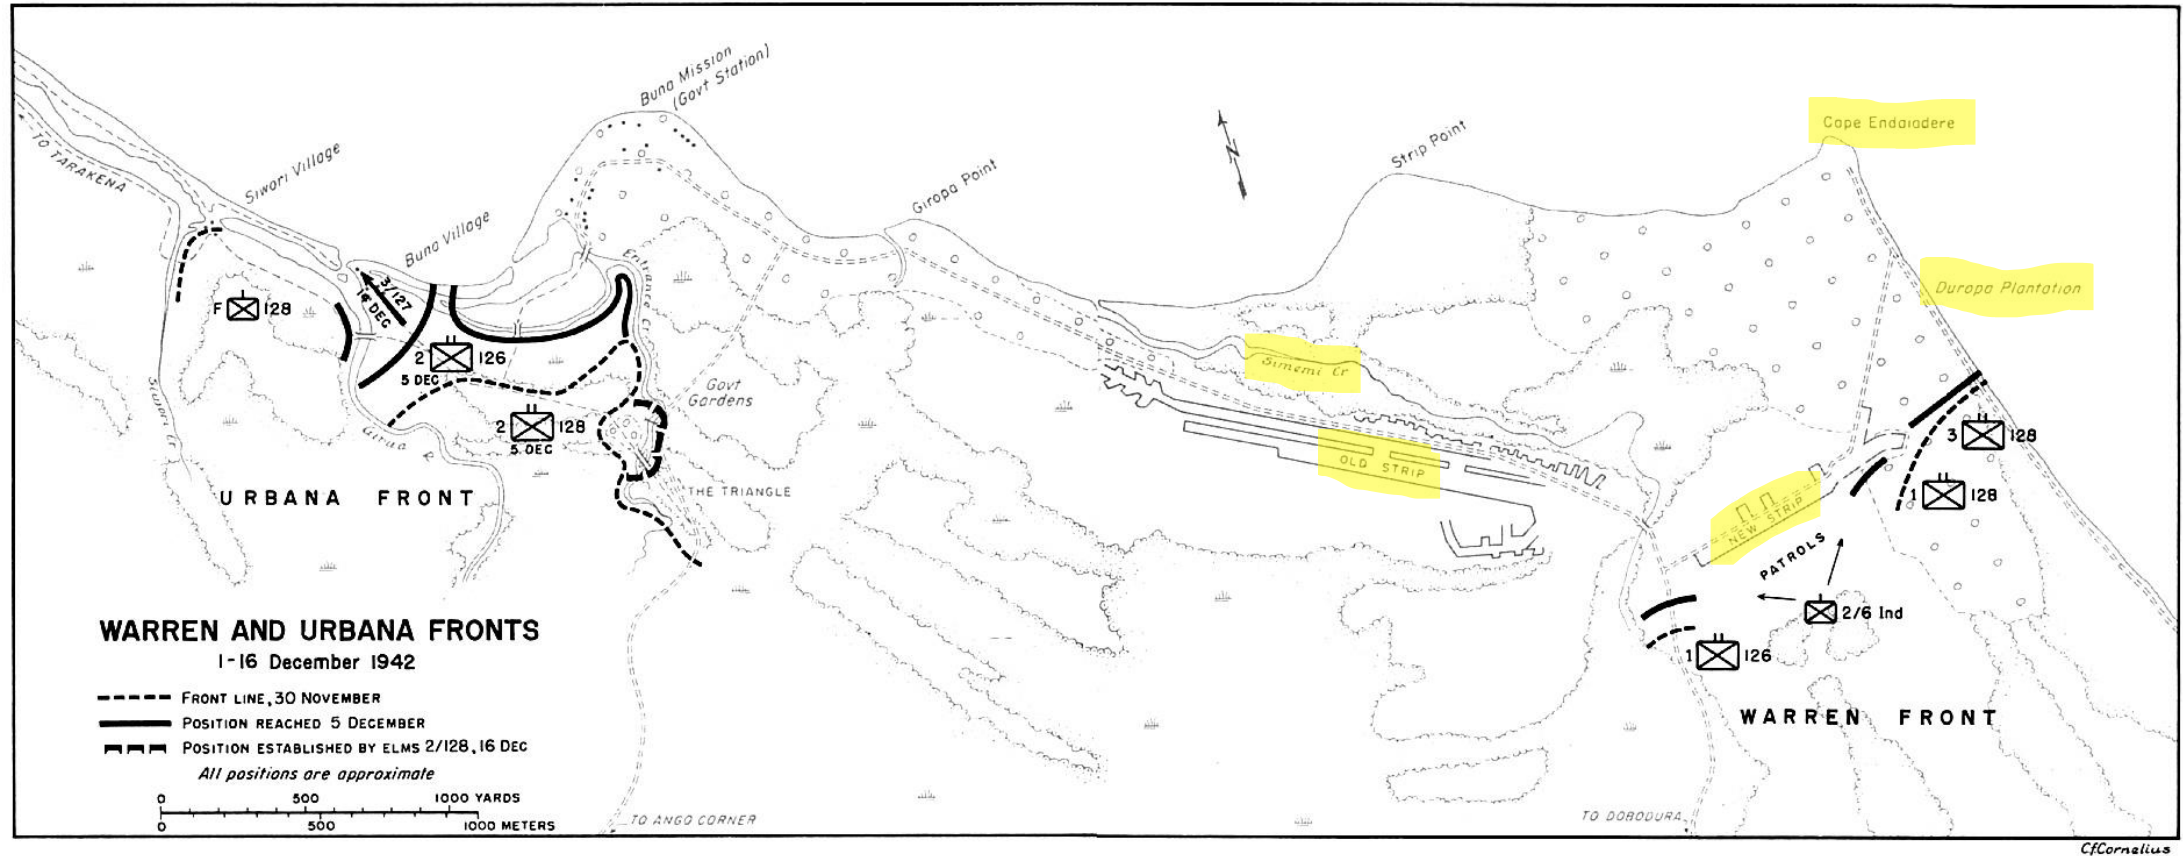 Buna Mission
(Govt Station)
Cape Endaiadere
Strip Point
TO TARAKENA
Siwori Village
Giropa Point
N
Buna Village
Entrance Cr
Duropa Plantation
3/127
14 DEC
F 128
2 126
5 DEC
Simemi Cr
Govt
Gardens
Siwori Cr
Girua R
2 128
5 DEC
OLD STRIP
3 128
1 128
URBANA FRONT
THE TRIANGLE
NEW STRIP
PATROLS
2/6 Ind
1 126
WARREN FRONT
WARREN AND URBANA FRONTS
1-16 December 1942
FRONT LINE, 30 NOVEMBER
POSITION REACHED 5 DECEMBER
POSITION ESTABLISHED BY ELMS 2/128, 16 DEC
All positions are approximate
0 500 1000 YARDS
0 500 1000 METERS
TO ANGO CORNER
TO DOBODURA
CfCornelius